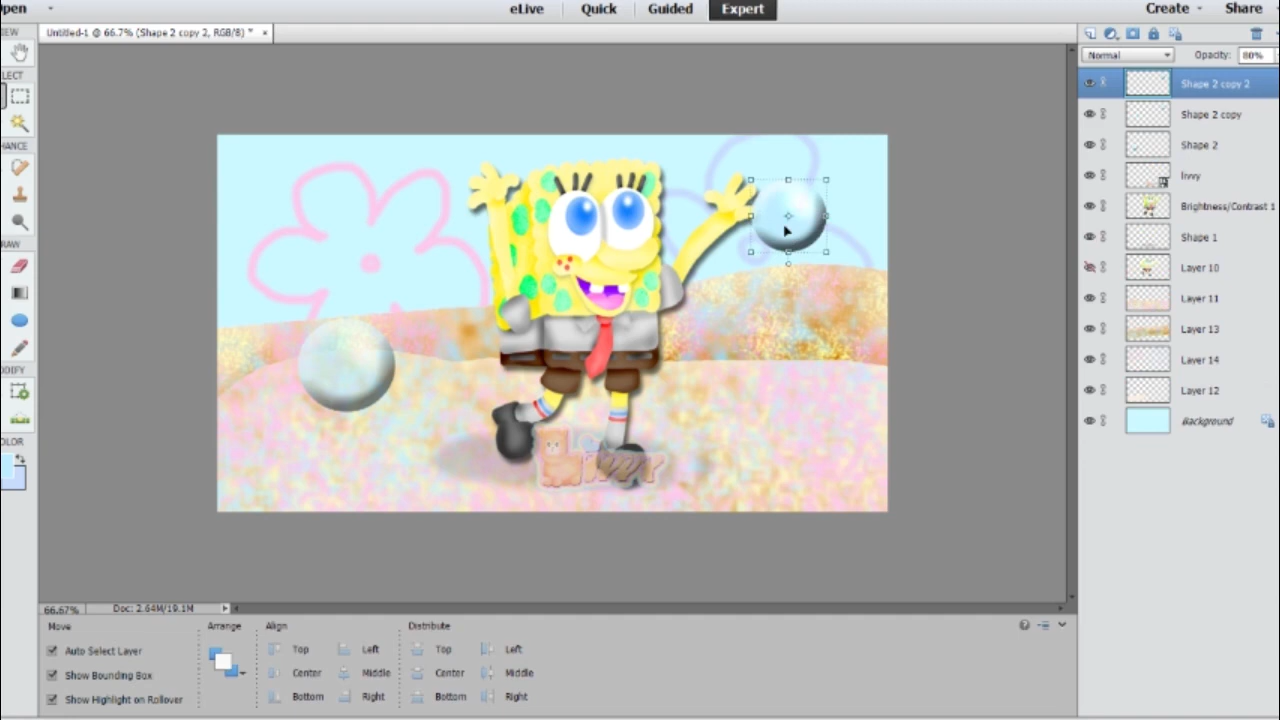 Open
eLive
Quick
Guided
Expert
Create
Share
Untitled-1 @ 66.7% (Shape 2 copy 2, RGB/8) * ×
Normal
Opacity: 80%
Shape 2 copy 2
Shape 2 copy
Shape 2
Brightness/Contrast 1
Shape 1
Layer 10
Layer 11
Layer 13
Layer 14
Layer 12
Background
66.67%
Doc: 2.64M/19.1M
Move
Arrange
Align
Distribute
Auto Select Layer
Show Bounding Box
Show Highlight on Rollover
Top
Left
Top
Left
Center
Middle
Center
Middle
Bottom
Right
Bottom
Right